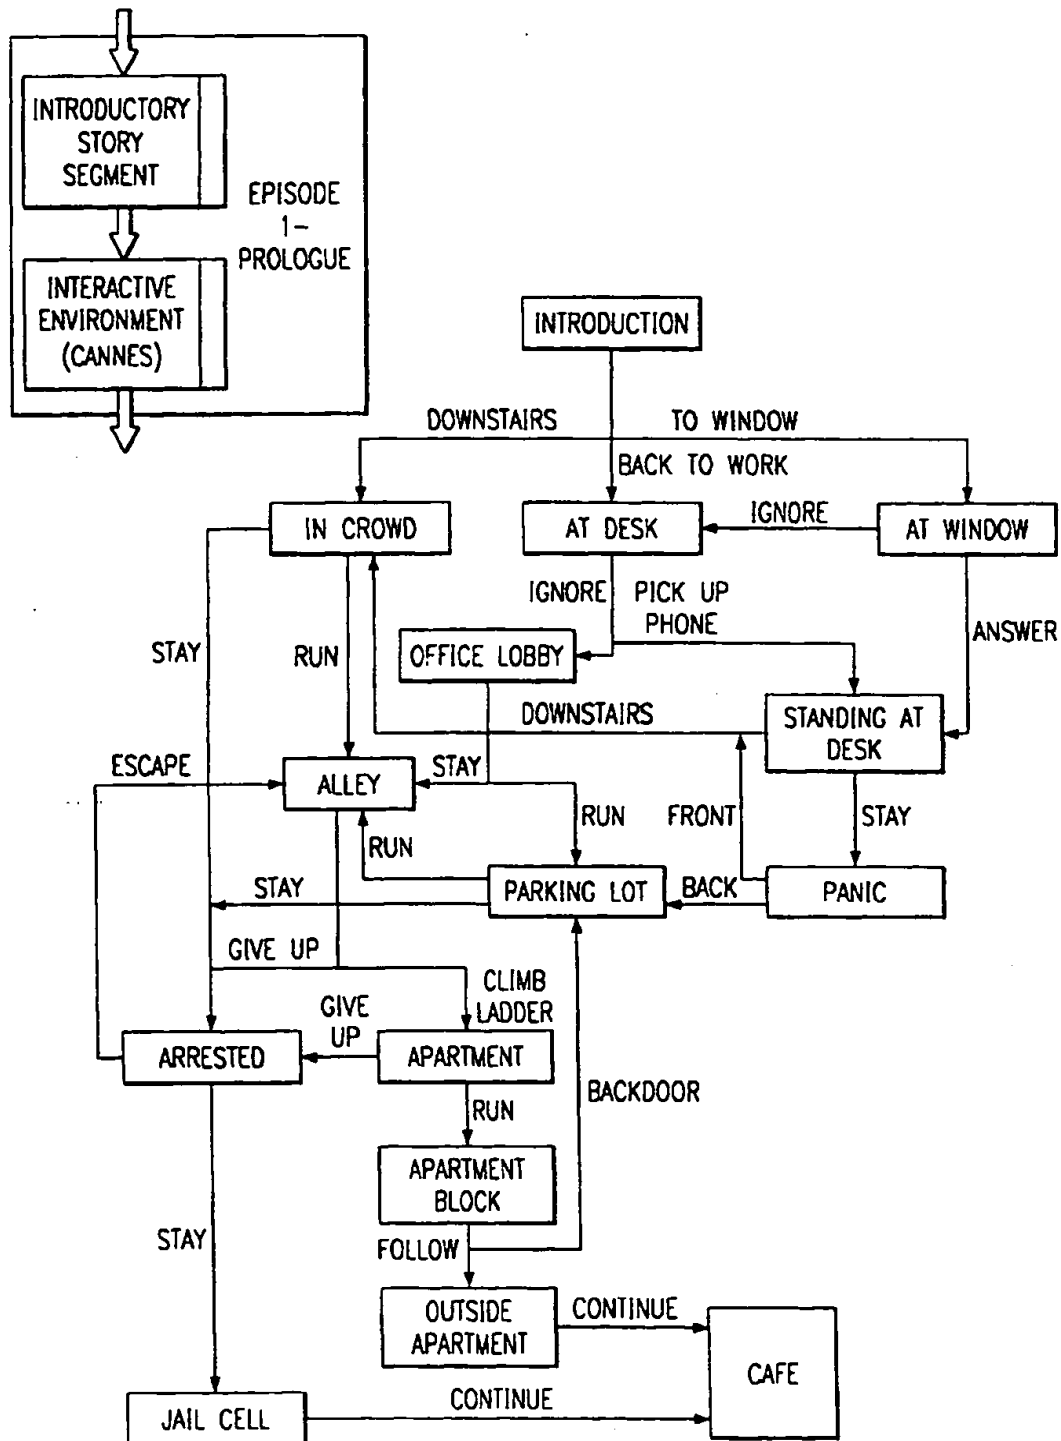 INTRODUCTORY
STORY
SEGMENT
EPISODE
1-
PROLOGUE
INTERACTIVE
ENVIRONMENT
(CANNES)
INTRODUCTION
DOWNSTAIRS
TO WINDOW
BACK TO WORK
IN CROWD
AT DESK
IGNORE
AT WINDOW
IGNORE
PICK UP
PHONE
ANSWER
STAY
RUN
OFFICE LOBBY
DOWNSTAIRS
STANDING AT
DESK
ESCAPE
ALLEY
STAY
RUN
FRONT
STAY
RUN
STAY
PARKING LOT
BACK
PANIC
GIVE UP
CLIMB
LADDER
GIVE
UP
ARRESTED
APARTMENT
BACKDOOR
RUN
APARTMENT
BLOCK
STAY
FOLLOW
OUTSIDE
APARTMENT
CONTINUE
CAFE
JAIL CELL
CONTINUE